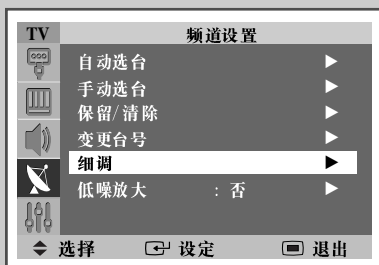 TV 频道设置
自动选台
手动选台
保留/清除
变更台号
细调
低噪放大 : 否
选择 设定 退出